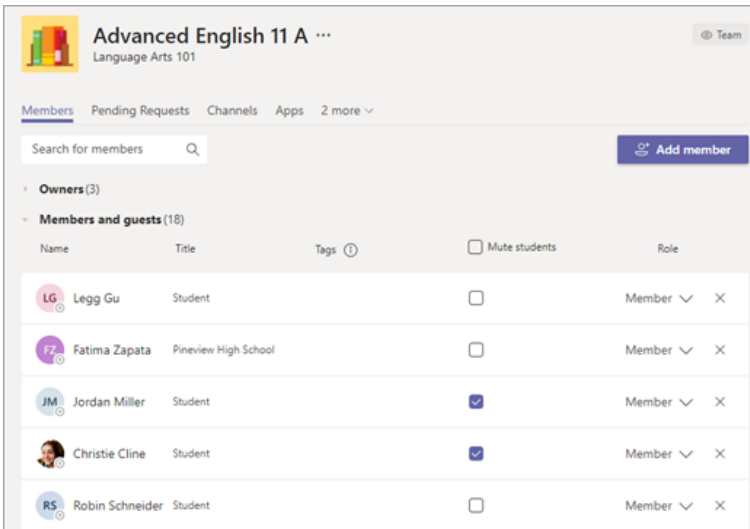 Advanced English 11 A ...
Language Arts 101
Team
Members Pending Requests Channels Apps 2 more
Search for members
Add member
Owners(3)
Members and guests(18)
Name Title Tags Mute students Role
LG Legg Gu Student Member
FZ Fatima Zapata Pineview High School Member
JM Jordan Miller Student Member
Christie Cline Student Member
RS Robin Schneider Student Member